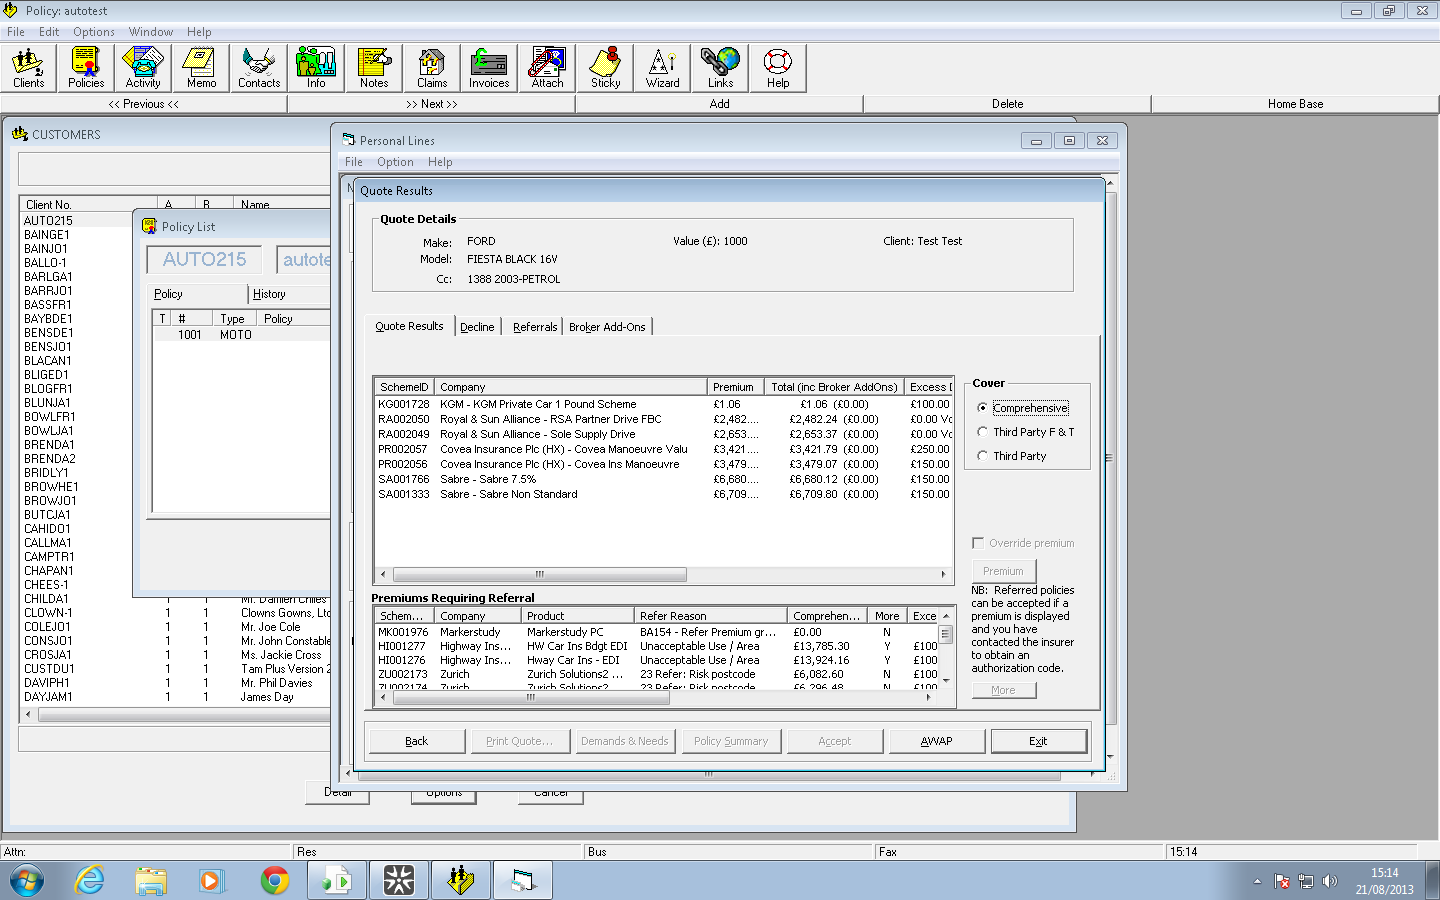 Policy: autotest
File Edit Options Window Help
Clients Policies Activity Memo Contacts Info Notes Claims Invoices Attach Sticky Wizard Links Help
<< Previous << >> Next >> Add Delete Home Base
CUSTOMERS
Client No. A B Name
AUTO215
BAINGE1
BAINJO1
BALLO-1
BARLGA1
BARRJO1
BASSFR1
BAYBDE1
BENSDE1
BENSJO1
BLACAN1
BLIGED1
BLOGFR1
BLUNJA1
BOWLFR1
BOWLJA1
BRENDA1
BRENDA2
BRIDLY1
BROWHE1
BROWJO1
BUTCJA1
CAHIDO1
CALLMA1
CAMPTR1
CHAPAN1
CHEES-1
CHILDA1 1 1 Mr. Damien Chiles
CLOWN-1 1 1 Clowns Gowns, Ltd
COLEJO1 1 1 Mr. Joe Cole
CONSJO1 1 1 Mr. John Constable
CROSJA1 1 1 Ms. Jackie Cross
CUSTDU1 1 1 Tam Plus Version 2
DAVIPH1 1 1 Mr. Phil Davies
DAYJAM1 1 1 James Day
Detail Options Cancel
Policy List
AUTO215 autote
Policy History
T # Type Policy
1001 MOTO
Personal Lines
File Option Help
Quote Results
Quote Details
Make: FORD Value (£): 1000 Client: Test Test
Model: FIESTA BLACK 16V
Cc: 1388 2003-PETROL
Quote Results Decline Referrals Broker Add-Ons
SchemeID Company Premium Total (inc Broker AddOns) Excess D
KG001728 KGM - KGM Private Car 1 Pound Scheme £1.06 £1.06 (£0.00) £100.00
RA002050 Royal & Sun Alliance - RSA Partner Drive FBC £2,482.... £2,482.24 (£0.00) £0.00 Vo
RA002049 Royal & Sun Alliance - Sole Supply Drive £2,653.... £2,653.37 (£0.00) £0.00 Vo
PR002057 Covea Insurance Plc (HX) - Covea Manoeuvre Valu £3,421.... £3,421.79 (£0.00) £250.00
PR002056 Covea Insurance Plc (HX) - Covea Ins Manoeuvre £3,479.... £3,479.07 (£0.00) £150.00
SA001766 Sabre - Sabre 7.5% £6,680.... £6,680.12 (£0.00) £150.00
SA001333 Sabre - Sabre Non Standard £6,709.... £6,709.80 (£0.00) £150.00
Cover
Comprehensive
Third Party F & T
Third Party
Override premium
Premium
NB: Referred policies
can be accepted if a
premium is displayed
and you have
contacted the insurer
to obtain an
authorization code.
More
Premiums Requiring Referral
Schem... Company Product Refer Reason Comprehen... More Exce
MK001976 Markerstudy Markerstudy PC BA154 - Refer Premium gr... £0.00 N
HI001277 Highway Ins... HW Car Ins Bdgt EDI Unacceptable Use / Area £13,785.30 Y £100
HI001276 Highway Ins... Hway Car Ins - EDI Unacceptable Use / Area £13,924.16 Y £100
ZU002173 Zurich Zurich Solutions2 ... 23 Refer: Risk postcode £6,082.60 N £100
ZU002174 Zurich Zurich Solutions2 ... 23 Refer: Risk postcode £6,296.48 N £100
Back Print Quote... Demands & Needs Policy Summary Accept AWAP Exit
Attn: Res Bus Fax 15:14
15:14
21/08/2013